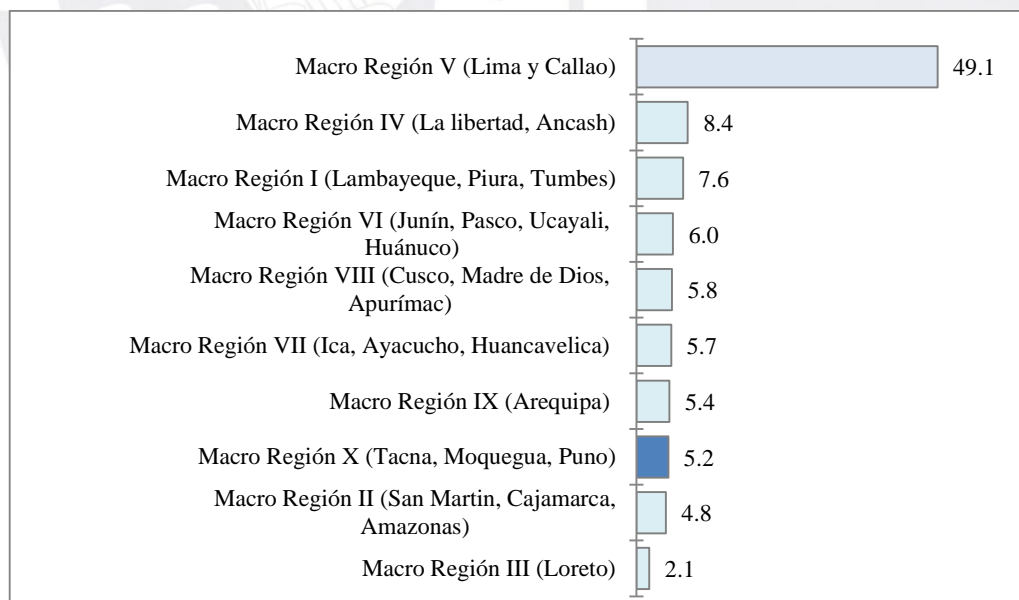 Macro Región V (Lima y Callao) 49.1
Macro Región IV (La libertad, Ancash) 8.4
Macro Región I (Lambayeque, Piura, Tumbes) 7.6
Macro Región VI (Junín, Pasco, Ucayali,
Huánuco) 6.0
Macro Región VIII (Cusco, Madre de Dios,
Apurímac) 5.8
Macro Región VII (Ica, Ayacucho, Huancavelica) 5.7
Macro Región IX (Arequipa) 5.4
Macro Región X (Tacna, Moquegua, Puno) 5.2
Macro Región II (San Martin, Cajamarca,
Amazonas) 4.8
Macro Región III (Loreto) 2.1